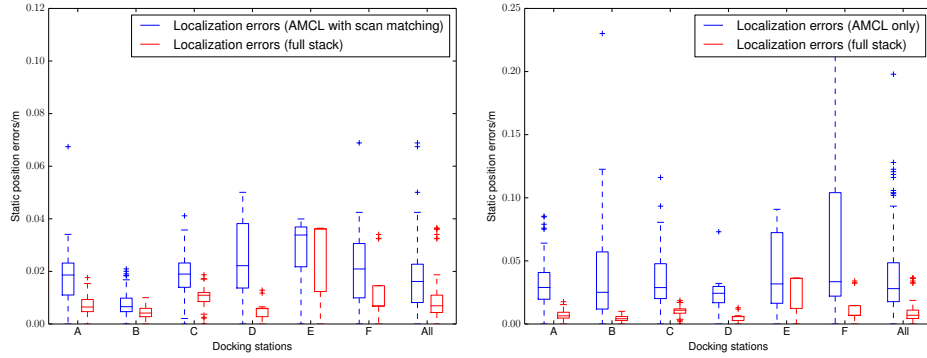 Localization errors (AMCL with scan matching)
Localization errors (full stack)
Static position errors/m
0.12
0.10
0.08
0.06
0.04
0.02
0.00
A B C D E F All
Docking stations
Localization errors (AMCL only)
Localization errors (full stack)
Static position errors/m
0.25
0.20
0.15
0.10
0.05
0.00
A B C D E F All
Docking stations